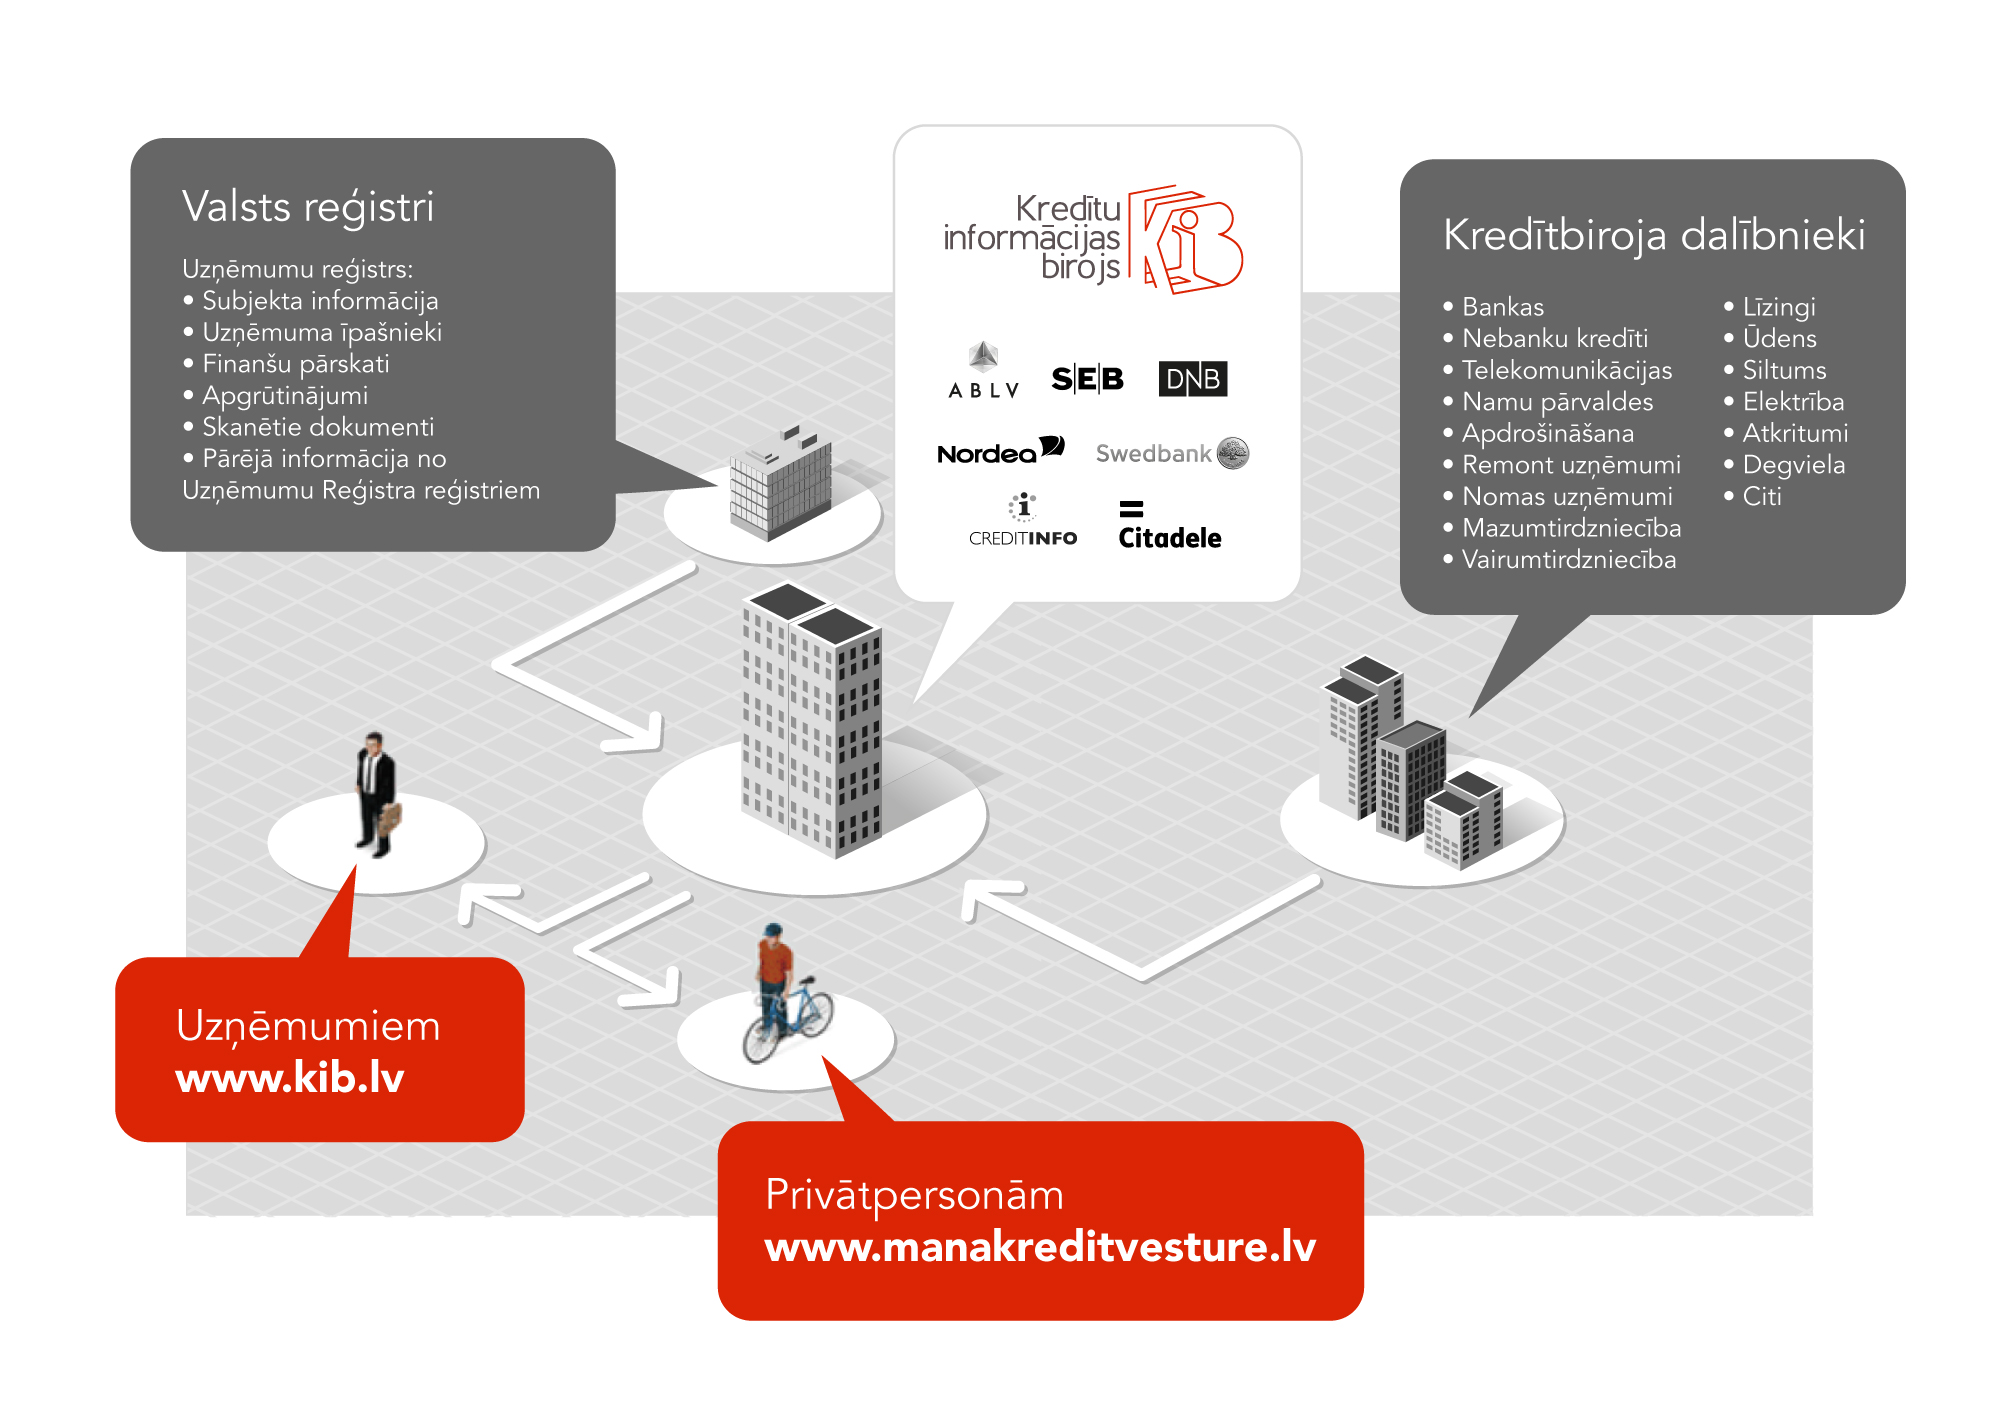 Valsts reģistri
Uzņēmumu reģistrs:
• Subjekta informācija
• Uzņēmuma īpašnieki
• Finanšu pārskati
• Apgrūtinājumi
• Skanētie dokumenti
• Pārējā informācija no
Uzņēmumu Reģistra reģistriem
Kredītu
informācijas
birojs
KiB
ABLV
SEB
DNB
Nordea
Swedbank
CREDITINFO
Citadele
Kredītbiroja dalībnieki
• Bankas
• Nebanku kredīti
• Telekomunikācijas
• Namu pārvaldes
• Apdrošināšana
• Remont uzņēmumi
• Nomas uzņēmumi
• Mazumtirdzniecība
• Vairumtirdzniecība
• Līzingi
• Ūdens
• Siltums
• Elektrība
• Atkritumi
• Degviela
• Citi
Uzņēmumiem
www.kib.lv
Privātpersonām
www.manakreditvesture.lv